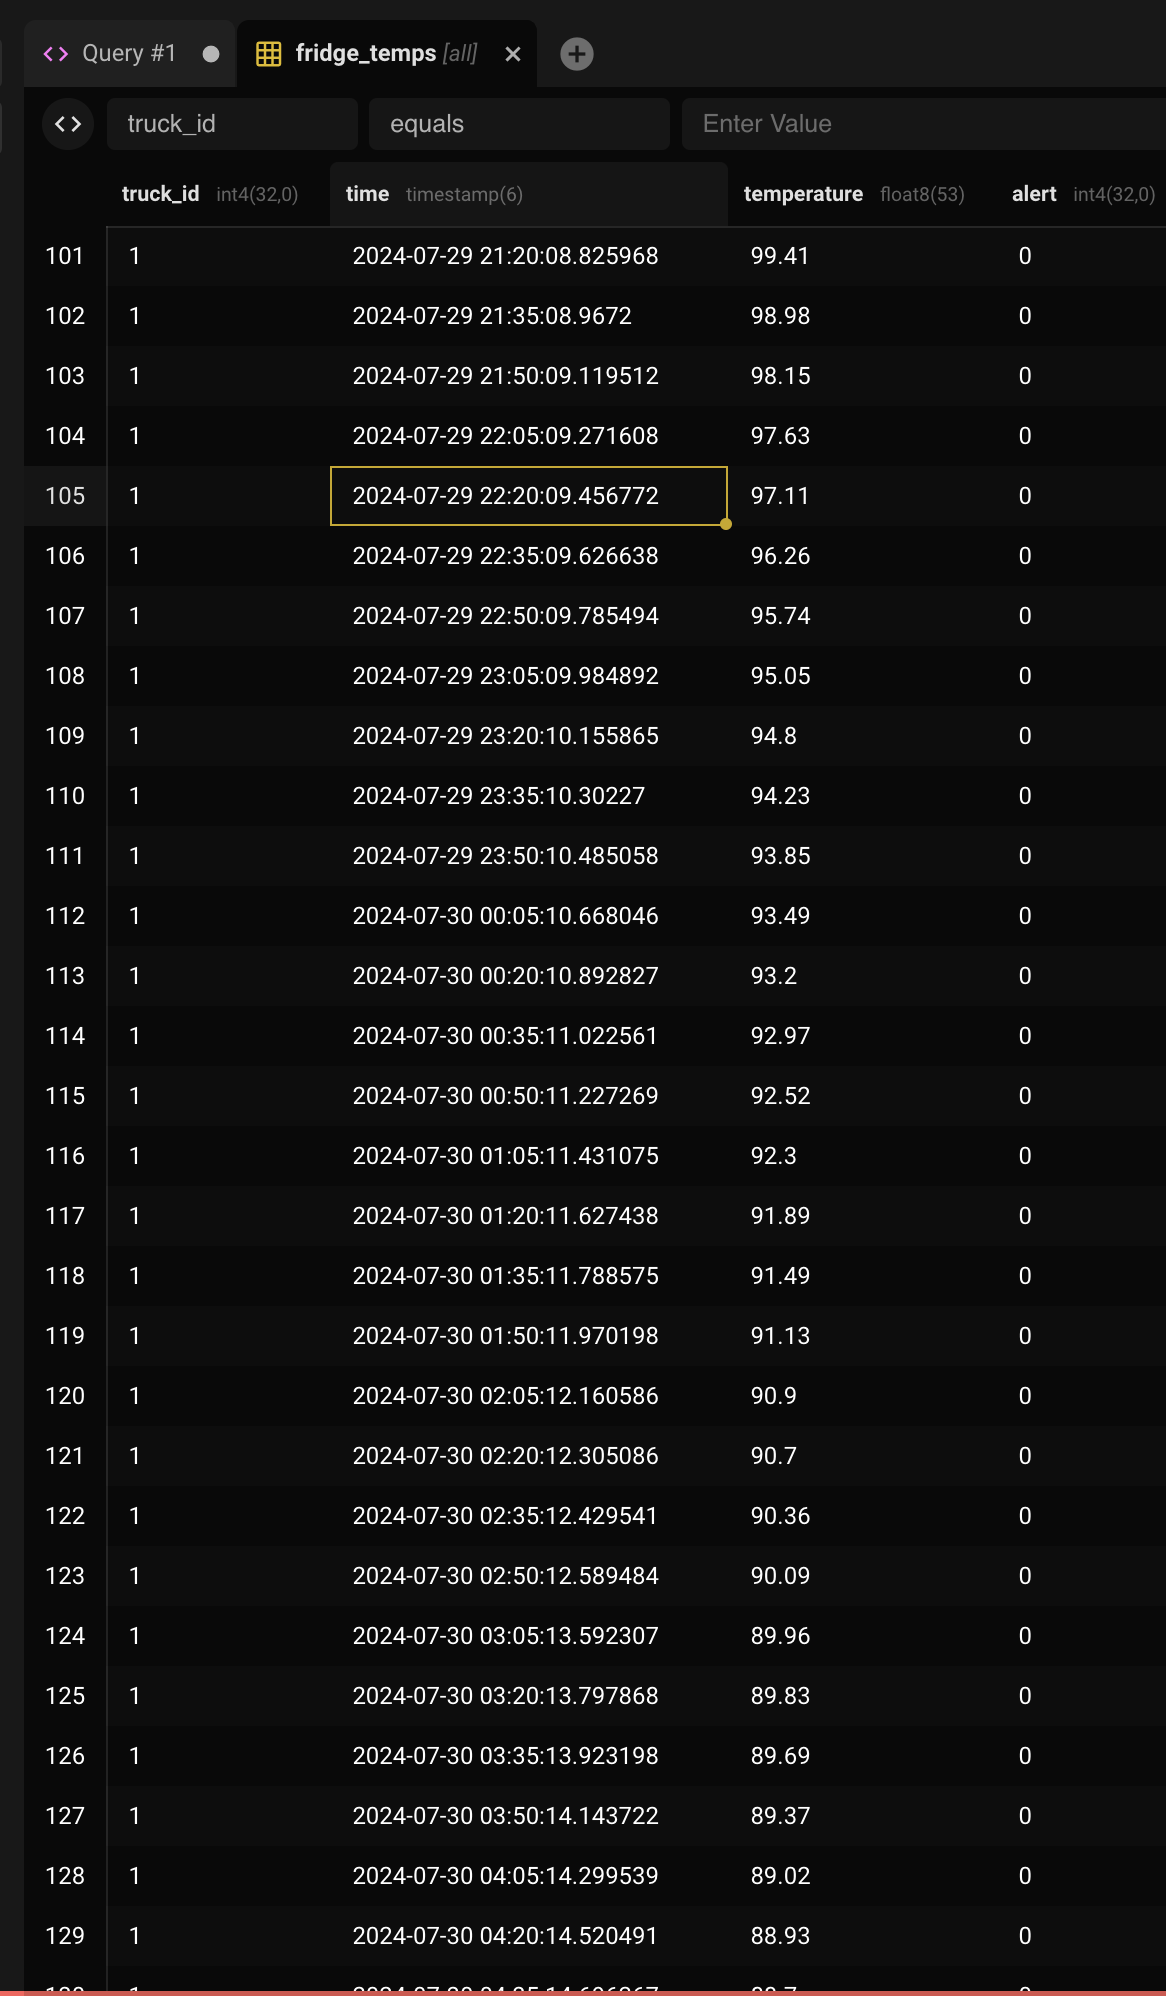 Query #1 fridge_temps [all]
truck_id equals Enter Value
truck_id int4(32,0) time timestamp(6) temperature float8(53) alert int4(32,0)
101 1 2024-07-29 21:20:08.825968 99.41 0
102 1 2024-07-29 21:35:08.9672 98.98 0
103 1 2024-07-29 21:50:09.119512 98.15 0
104 1 2024-07-29 22:05:09.271608 97.63 0
105 1 2024-07-29 22:20:09.456772 97.11 0
106 1 2024-07-29 22:35:09.626638 96.26 0
107 1 2024-07-29 22:50:09.785494 95.74 0
108 1 2024-07-29 23:05:09.984892 95.05 0
109 1 2024-07-29 23:20:10.155865 94.8 0
110 1 2024-07-29 23:35:10.30227 94.23 0
111 1 2024-07-29 23:50:10.485058 93.85 0
112 1 2024-07-30 00:05:10.668046 93.49 0
113 1 2024-07-30 00:20:10.892827 93.2 0
114 1 2024-07-30 00:35:11.022561 92.97 0
115 1 2024-07-30 00:50:11.227269 92.52 0
116 1 2024-07-30 01:05:11.431075 92.3 0
117 1 2024-07-30 01:20:11.627438 91.89 0
118 1 2024-07-30 01:35:11.788575 91.49 0
119 1 2024-07-30 01:50:11.970198 91.13 0
120 1 2024-07-30 02:05:12.160586 90.9 0
121 1 2024-07-30 02:20:12.305086 90.7 0
122 1 2024-07-30 02:35:12.429541 90.36 0
123 1 2024-07-30 02:50:12.589484 90.09 0
124 1 2024-07-30 03:05:13.592307 89.96 0
125 1 2024-07-30 03:20:13.797868 89.83 0
126 1 2024-07-30 03:35:13.923198 89.69 0
127 1 2024-07-30 03:50:14.143722 89.37 0
128 1 2024-07-30 04:05:14.299539 89.02 0
129 1 2024-07-30 04:20:14.520491 88.93 0